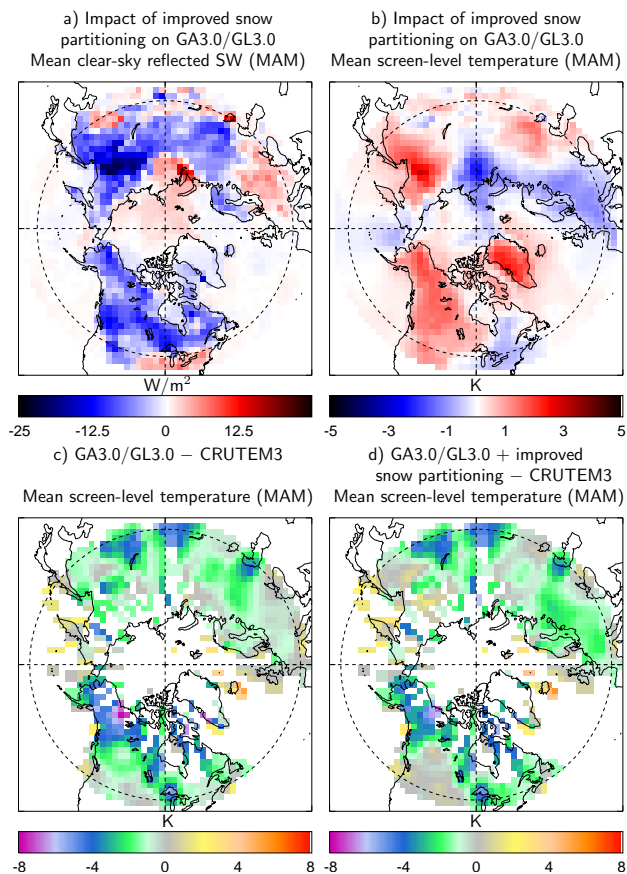 a) Impact of improved snow
partitioning on GA3.0/GL3.0
Mean clear-sky reflected SW (MAM)
W/m²
-25 -12.5 0 12.5
b) Impact of improved snow
partitioning on GA3.0/GL3.0
Mean screen-level temperature (MAM)
K
-5 -3 -1 1 3 5
c) GA3.0/GL3.0 − CRUTEM3
Mean screen-level temperature (MAM)
K
-8 -4 0 4 8
d) GA3.0/GL3.0 + improved
snow partitioning − CRUTEM3
Mean screen-level temperature (MAM)
K
-8 -4 0 4 8